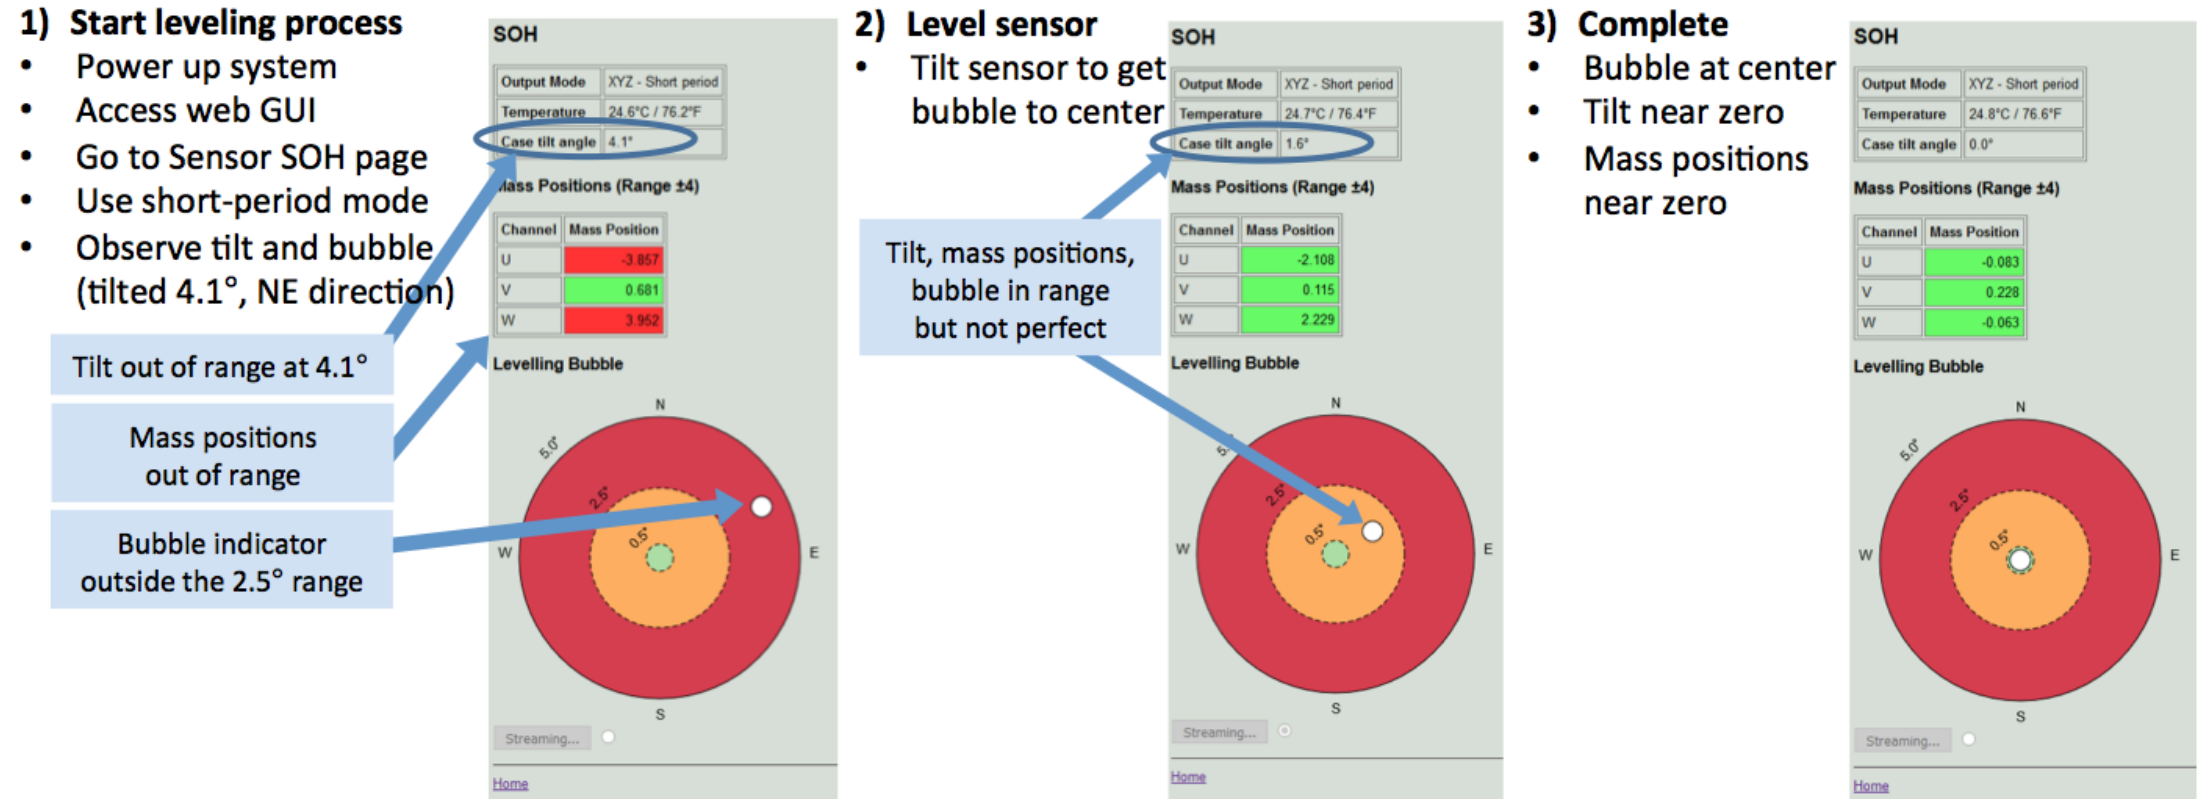 1) Start leveling process
• Power up system
• Access web GUI
• Go to Sensor SOH page
• Use short-period mode
• Observe tilt and bubble
(tilted 4.1°, NE direction)
Tilt out of range at 4.1°
Mass positions
out of range
Bubble indicator
outside the 2.5° range
SOH
Output Mode XYZ - Short period
Temperature 24.6°C / 76.2°F
Case tilt angle 4.1°
Mass Positions (Range ±4)
Channel Mass Position
U -3.857
V 0.681
W 3.952
Levelling Bubble
N
5.0°
2.5°
0.5°
W E
S
Streaming...
Home
2) Level sensor
• Tilt sensor to get
bubble to center
Tilt, mass positions,
bubble in range
but not perfect
SOH
Output Mode XYZ - Short period
Temperature 24.7°C / 76.4°F
Case tilt angle 1.6°
Mass Positions (Range ±4)
Channel Mass Position
U -2.108
V 0.115
W 2.229
Levelling Bubble
N
2.5°
0.5°
W E
S
Streaming...
Home
3) Complete
• Bubble at center
• Tilt near zero
• Mass positions
near zero
SOH
Output Mode XYZ - Short period
Temperature 24.8°C / 76.6°F
Case tilt angle 0.0°
Mass Positions (Range ±4)
Channel Mass Position
U -0.083
V 0.228
W -0.063
Levelling Bubble
N
5.0°
2.5°
0.5°
W E
S
Streaming...
Home